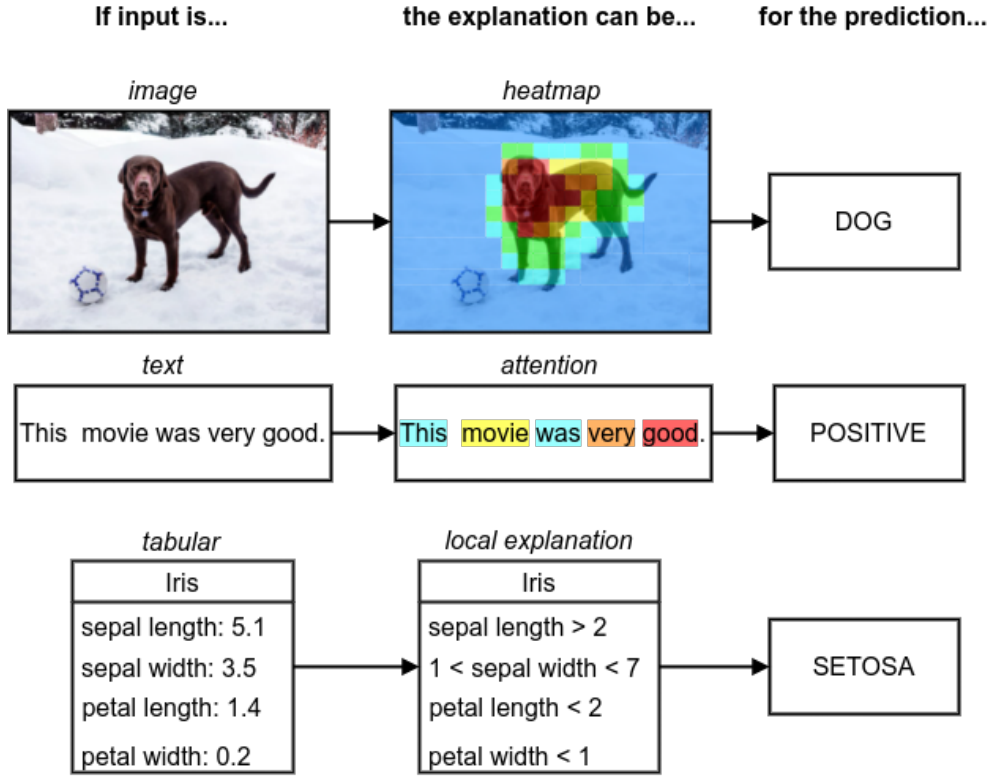 If input is... the explanation can be... for the prediction...
image heatmap
DOG
text attention
This movie was very good. This movie was very good. POSITIVE
tabular local explanation
Iris Iris
sepal length: 5.1 sepal length > 2
sepal width: 3.5 1 < sepal width < 7 SETOSA
petal length: 1.4 petal length < 2
petal width: 0.2 petal width < 1